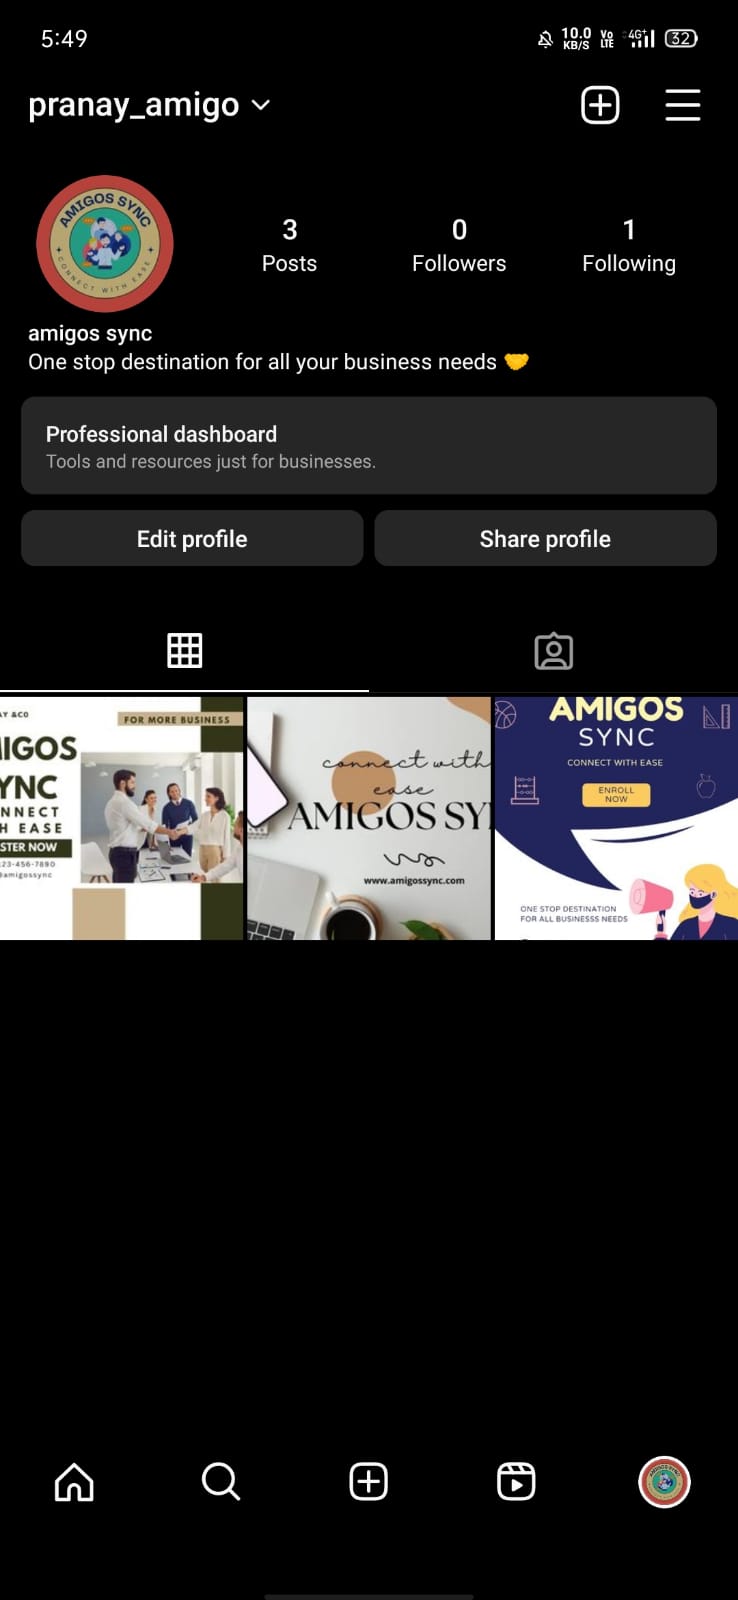 5:49
10.0 KB/S Vo LTE 4G+ 32
pranay_amigo
AMIGOS SYNC
CONNECT WITH EASE
3 0 1
Posts Followers Following
amigos sync
One stop destination for all your business needs
Professional dashboard
Tools and resources just for businesses.
Edit profile Share profile
AY &CO
FOR MORE BUSINESS
IGOS
YNC
NNECT
H EASE
STER NOW
23-456-7890
@amigossync
connect with
ease
AMIGOS SY
www.amigossync.com
AMIGOS
SYNC
CONNECT WITH EASE
ENROLL
NOW
ONE STOP DESTINATION
FOR ALL BUSINESSS NEEDS